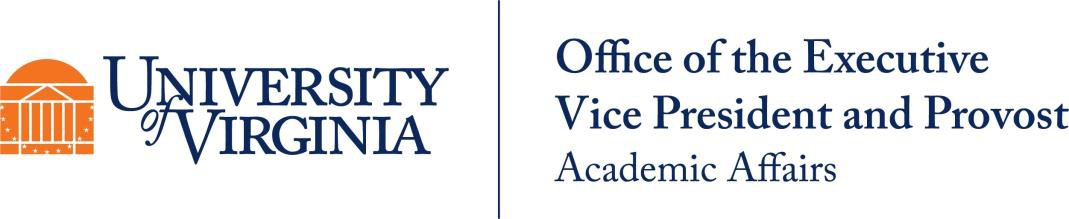 UNIVERSITY
of VIRGINIA
Office of the Executive
Vice President and Provost
Academic Affairs